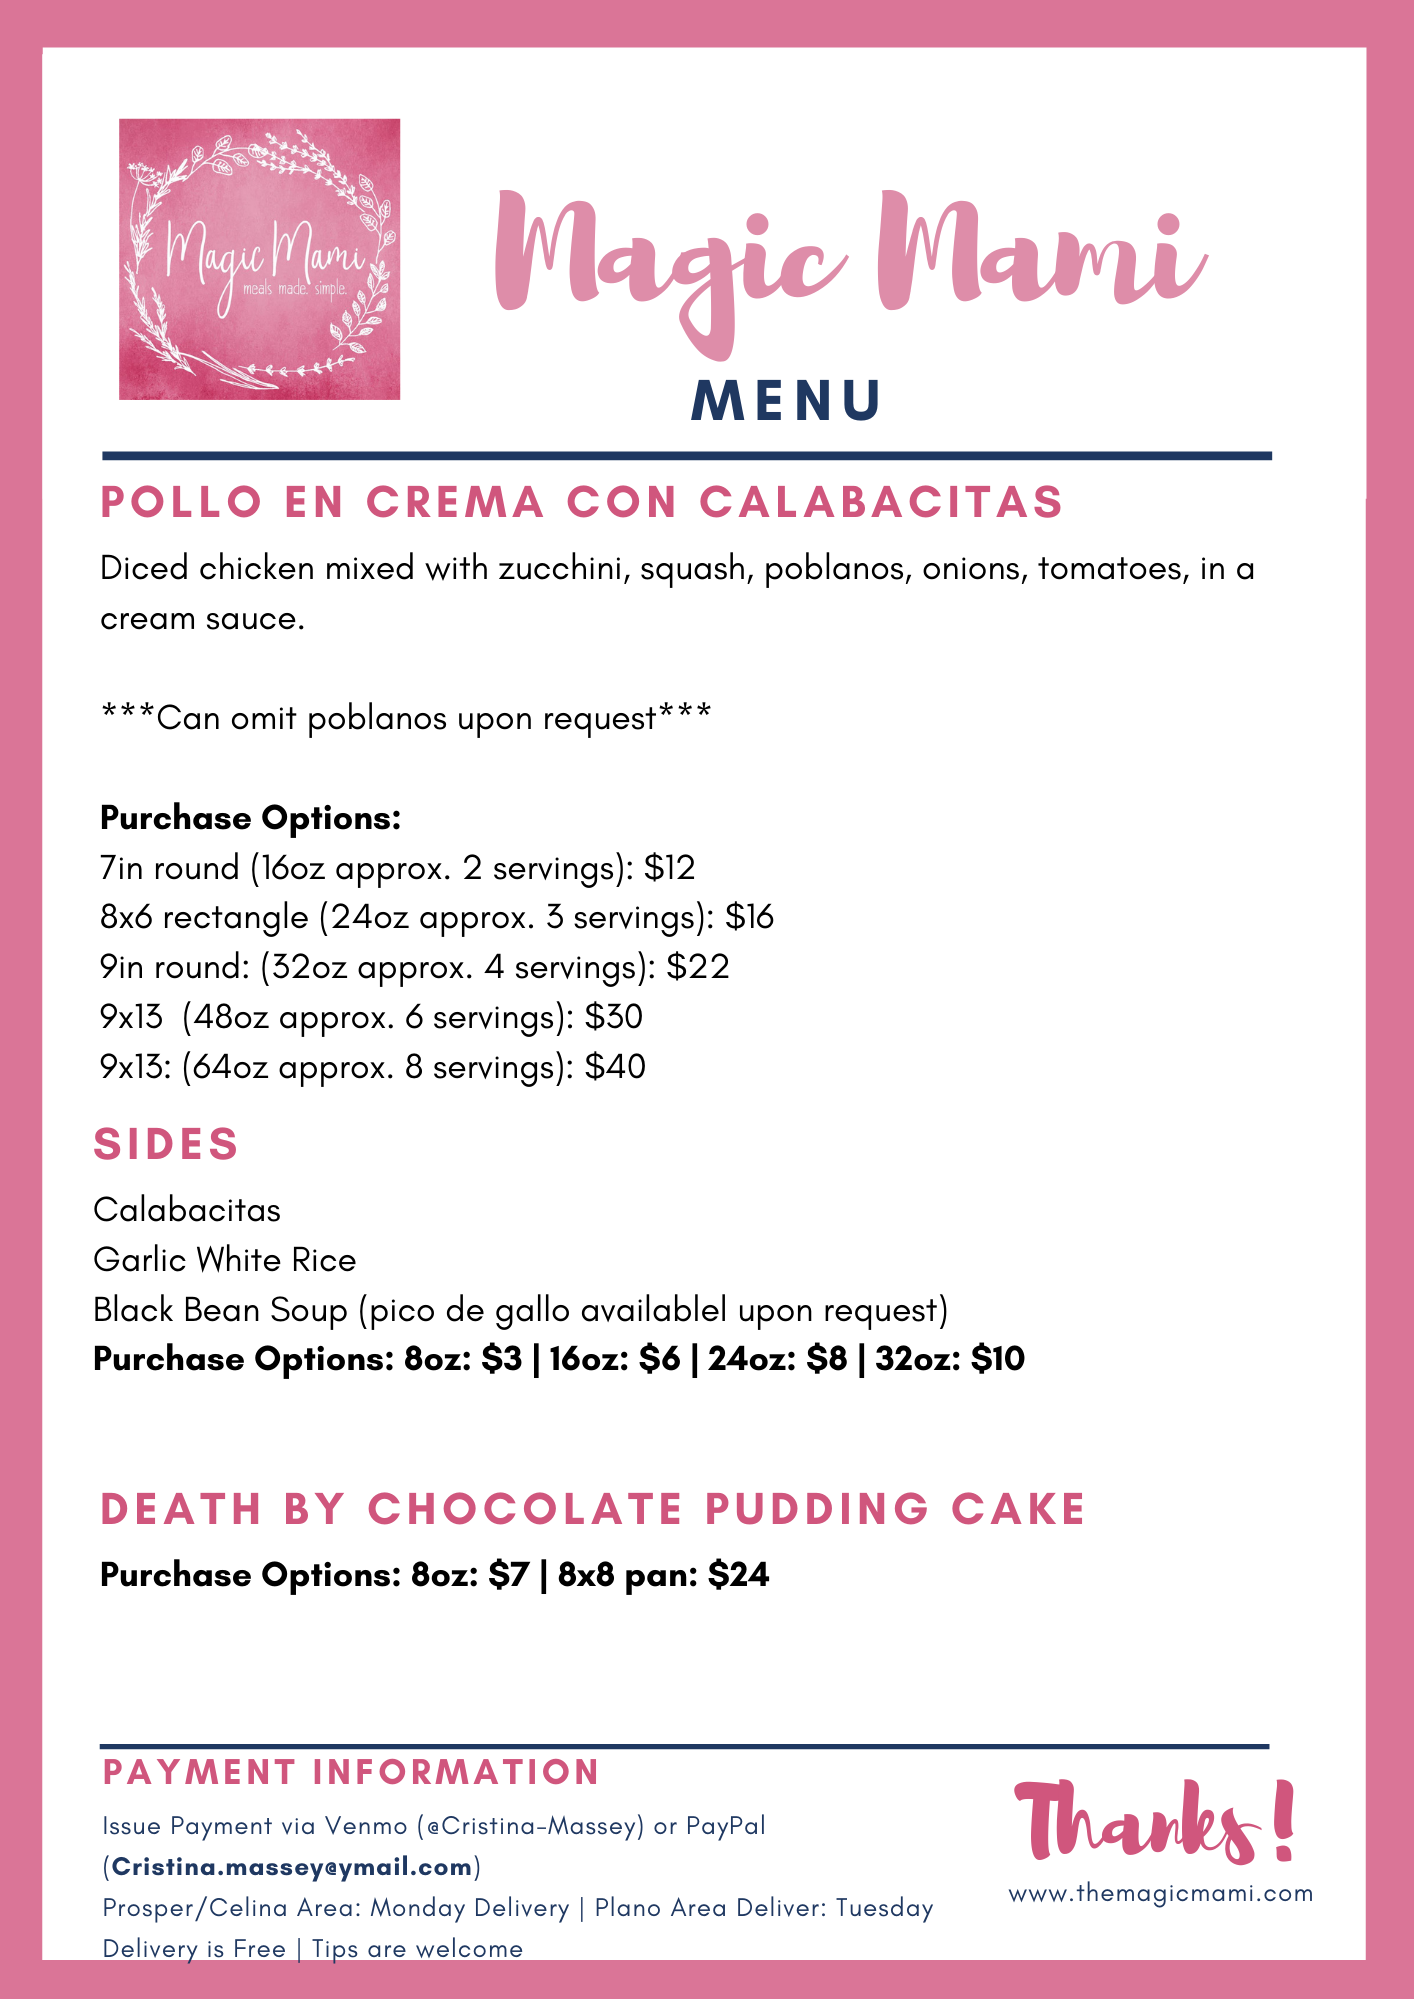 Magic Mami
meals made. simple.
Magic Mami
MENU
POLLO EN CREMA CON CALABACITAS
Diced chicken mixed with zucchini, squash, poblanos, onions, tomatoes, in a
cream sauce.
***Can omit poblanos upon request***
Purchase Options:
7in round (16oz approx. 2 servings): $12
8x6 rectangle (24oz approx. 3 servings): $16
9in round: (32oz approx. 4 servings): $22
9x13  (48oz approx. 6 servings): $30
9x13: (64oz approx. 8 servings): $40
SIDES
Calabacitas
Garlic White Rice
Black Bean Soup (pico de gallo availablel upon request)
Purchase Options: 8oz: $3 | 16oz: $6 | 24oz: $8 | 32oz: $10
DEATH BY CHOCOLATE PUDDING CAKE
Purchase Options: 8oz: $7 | 8x8 pan: $24
PAYMENT INFORMATION
Issue Payment via Venmo (@Cristina-Massey) or PayPal
(Cristina.massey@ymail.com)
Prosper/Celina Area: Monday Delivery | Plano Area Deliver: Tuesday
Delivery is Free | Tips are welcome
Thanks!
www.themagicmami.com